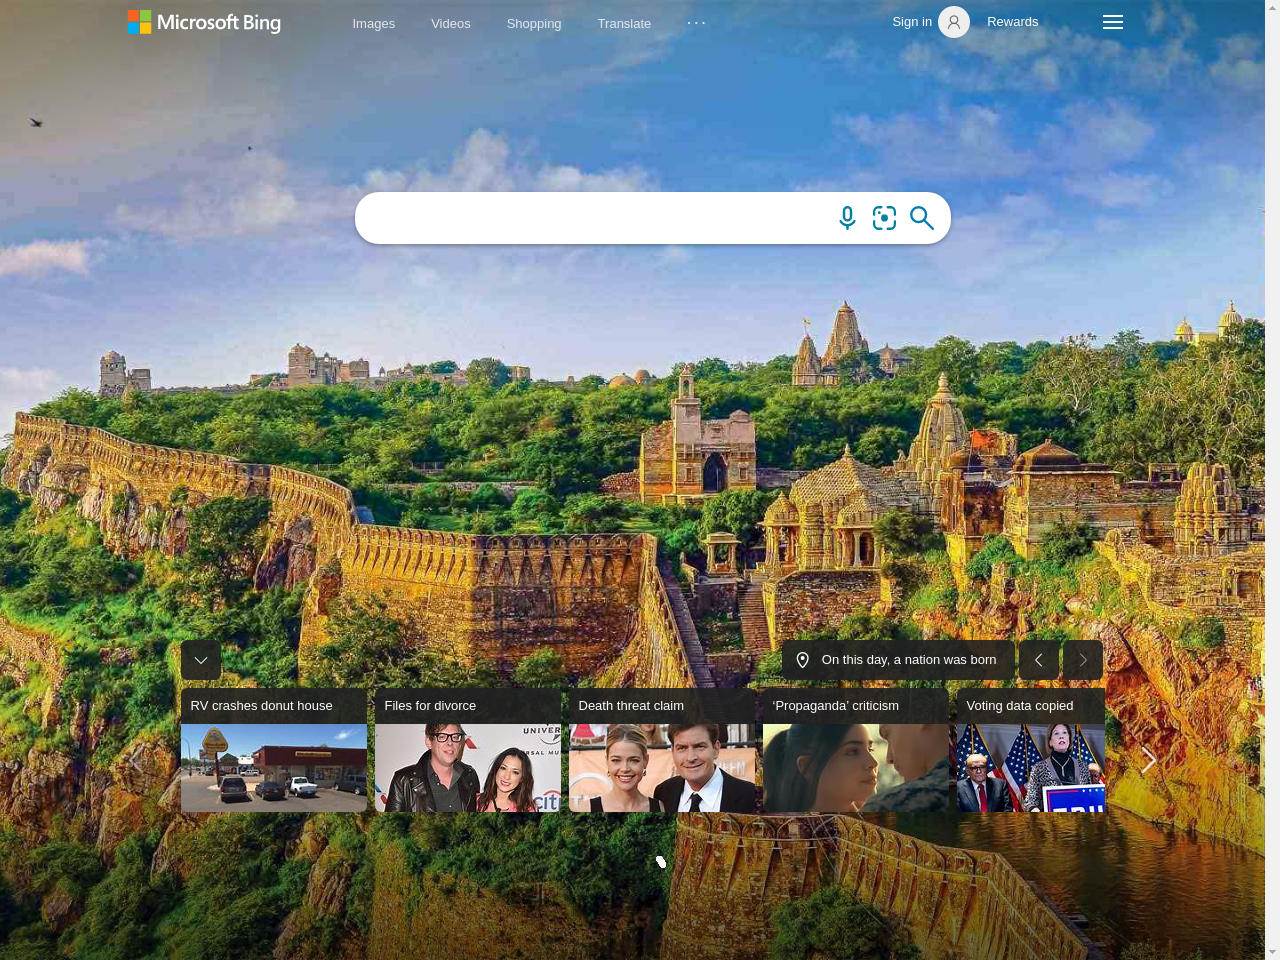 Microsoft Bing
Images
Videos
Shopping
Translate
Sign in
Rewards
On this day, a nation was born
RV crashes donut house
Files for divorce
Death threat claim
‘Propaganda’ criticism
Voting data copied